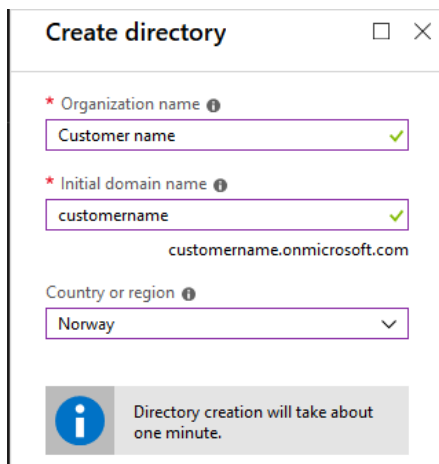 Create directory
* Organization name
Customer name
* Initial domain name
customername
customername.onmicrosoft.com
Country or region
Norway
Directory creation will take about
one minute.